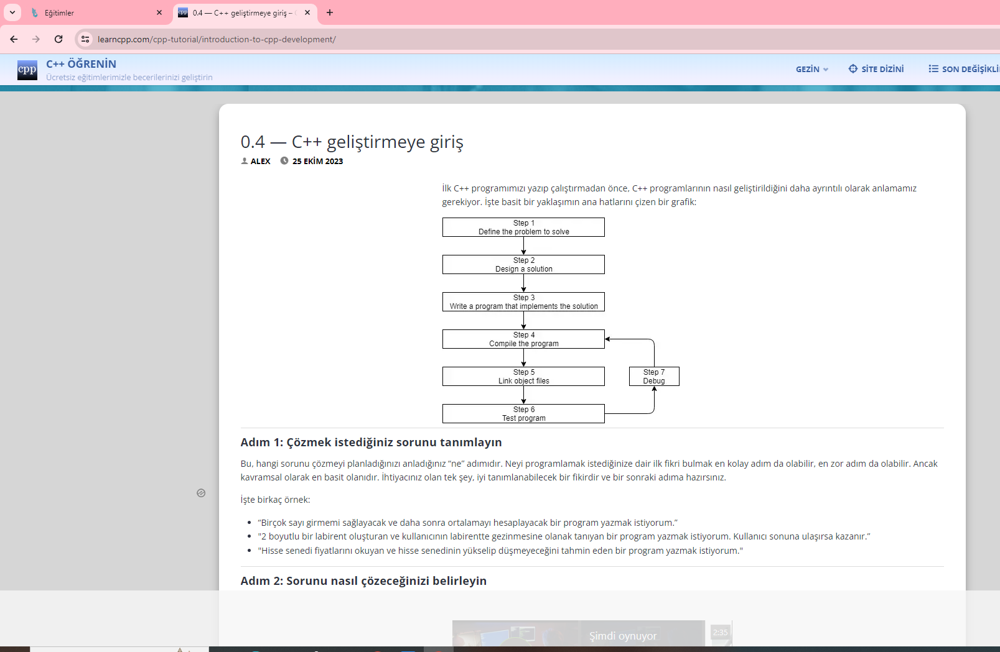 Eğitimler
0.4 — C++ geliştirmeye giriş –
learncpp.com/cpp-tutorial/introduction-to-cpp-development/
cpp
C++ ÖĞRENİN
Ücretsiz eğitimlerimizle becerilerinizi geliştirin
GEZİN
SİTE DİZİNİ
SON DEĞİŞİKLİ
0.4 — C++ geliştirmeye giriş
ALEX
25 EKİM 2023
İlk C++ programımızı yazıp çalıştırmadan önce, C++ programlarının nasıl geliştirildiğini daha ayrıntılı olarak anlamamız
gerekiyor. İşte basit bir yaklaşımın ana hatlarını çizen bir grafik:
Step 1
Define the problem to solve
Step 2
Design a solution
Step 3
Write a program that implements the solution
Step 4
Compile the program
Step 5
Link object files
Step 7
Debug
Step 6
Test program
Adım 1: Çözmek istediğiniz sorunu tanımlayın
Bu, hangi sorunu çözmeyi planladığınızı anladığınız “ne” adımıdır. Neyi programlamak istediğinize dair ilk fikri bulmak en kolay adım da olabilir, en zor adım da olabilir. Ancak
kavramsal olarak en basit olanıdır. İhtiyacınız olan tek şey, iyi tanımlanabilecek bir fikirdir ve bir sonraki adıma hazırsınız.
İşte birkaç örnek:
“Birçok sayı girmemi sağlayacak ve daha sonra ortalamayı hesaplayacak bir program yazmak istiyorum.”
"2 boyutlu bir labirent oluşturan ve kullanıcının labirentte gezinmesine olanak tanıyan bir program yazmak istiyorum. Kullanıcı sonuna ulaşırsa kazanır.”
"Hisse senedi fiyatlarını okuyan ve hisse senedinin yükselip düşmeyeceğini tahmin eden bir program yazmak istiyorum."
Adım 2: Sorunu nasıl çözeceğinizi belirleyin
Şimdi oynuyor
2:35